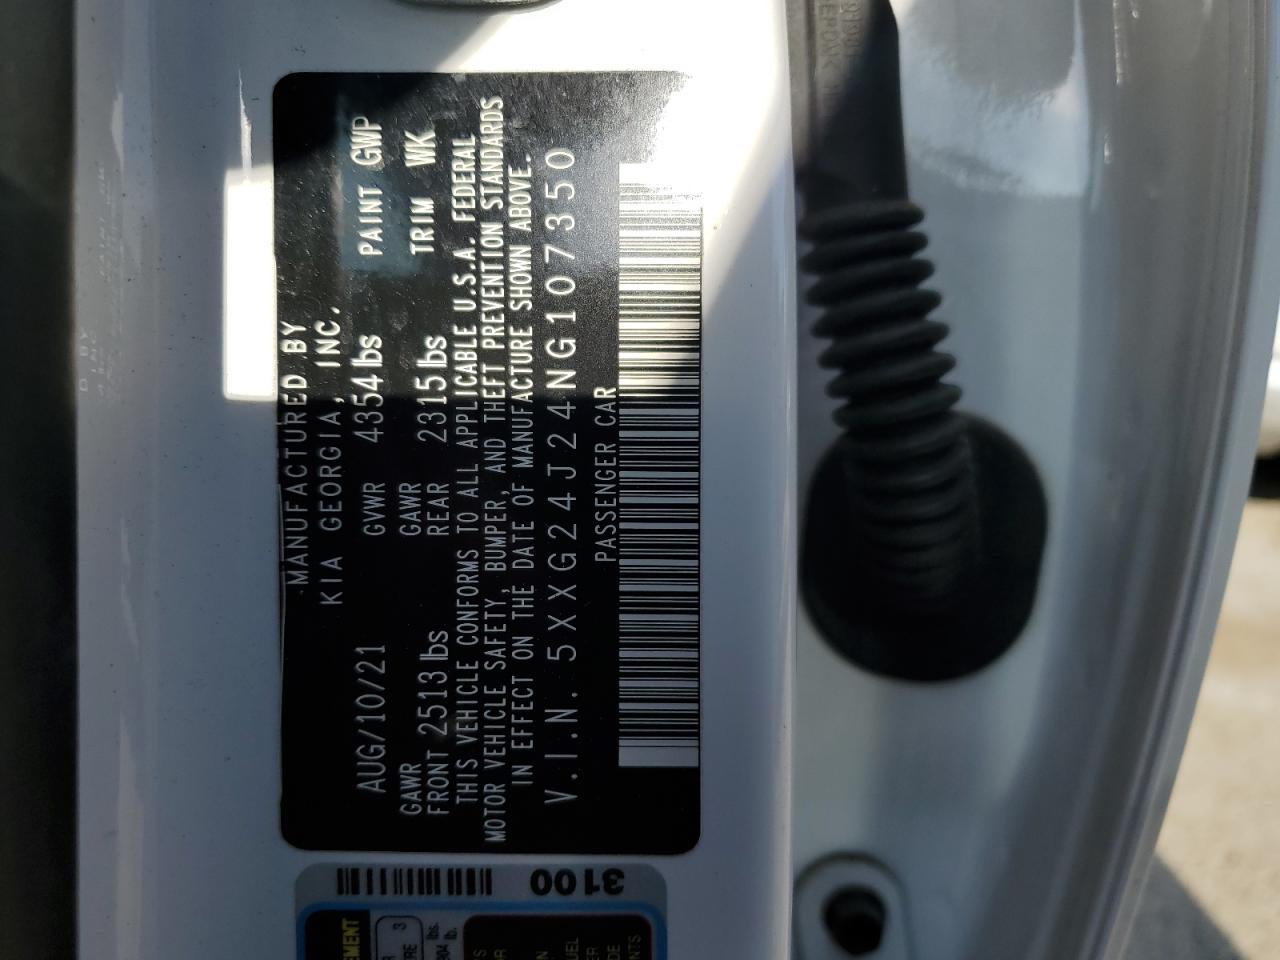 MANUFACTURED BY
KIA GEORGIA, INC.
AUG/10/21 GVWR 4354lbs PAINT GWP
GAWR FRONT 2513lbs GAWR REAR 2315lbs TRIM WK
THIS VEHICLE CONFORMS TO ALL APPLICABLE U.S.A. FEDERAL
MOTOR VEHICLE SAFETY, BUMPER, AND THEFT PREVENTION STANDARDS
IN EFFECT ON THE DATE OF MANUFACTURE SHOWN ABOVE.
V.I.N. 5XXG24J24NG107350
PASSENGER CAR
3100